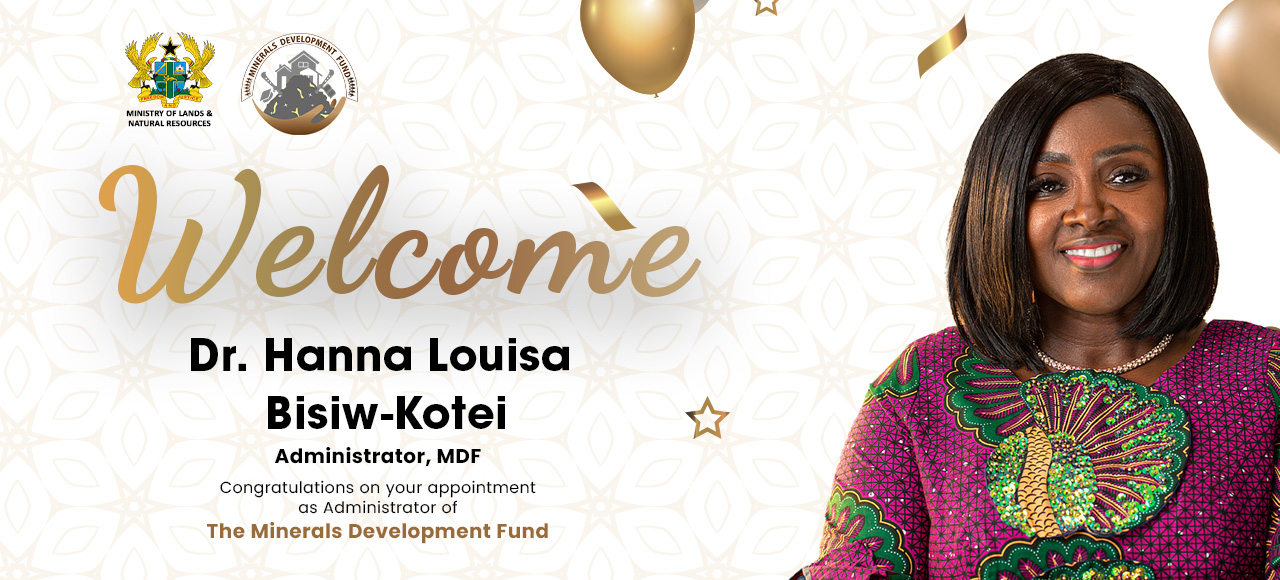 MINISTRY OF LANDS &
NATURAL RESOURCES
MINERALS DEVELOPMENT FUND
Welcome
Dr. Hanna Louisa
Bisiw-Kotei
Administrator, MDF
Congratulations on your appointment
as Administrator of
The Minerals Development Fund